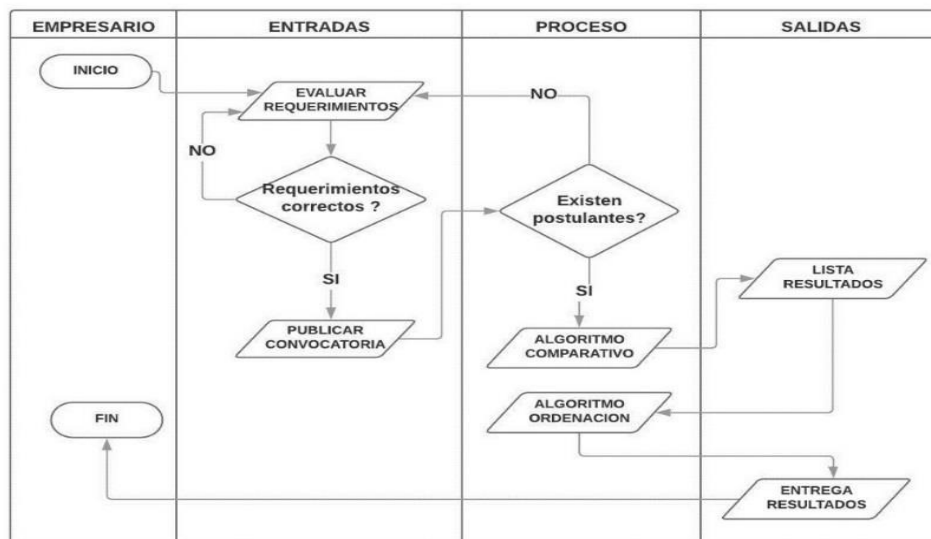 EMPRESARIO
ENTRADAS
PROCESO
SALIDAS
INICIO
EVALUAR
REQUERIMIENTOS
NO
NO
Requerimientos
correctos ?
Existen
postulantes?
SI
SI
LISTA
RESULTADOS
PUBLICAR
CONVOCATORIA
ALGORITMO
COMPARATIVO
ALGORITMO
ORDENACION
FIN
ENTREGA
RESULTADOS